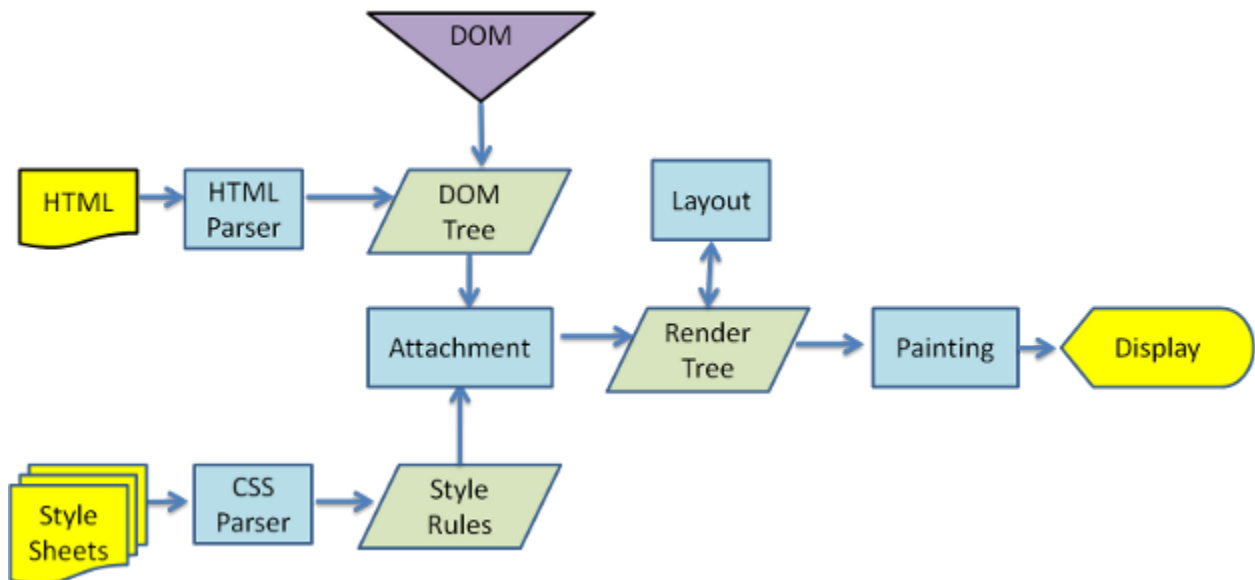 DOM
HTML
HTML
Parser
DOM
Tree
Layout
Attachment
Render
Tree
Painting
Display
Style
Sheets
CSS
Parser
Style
Rules